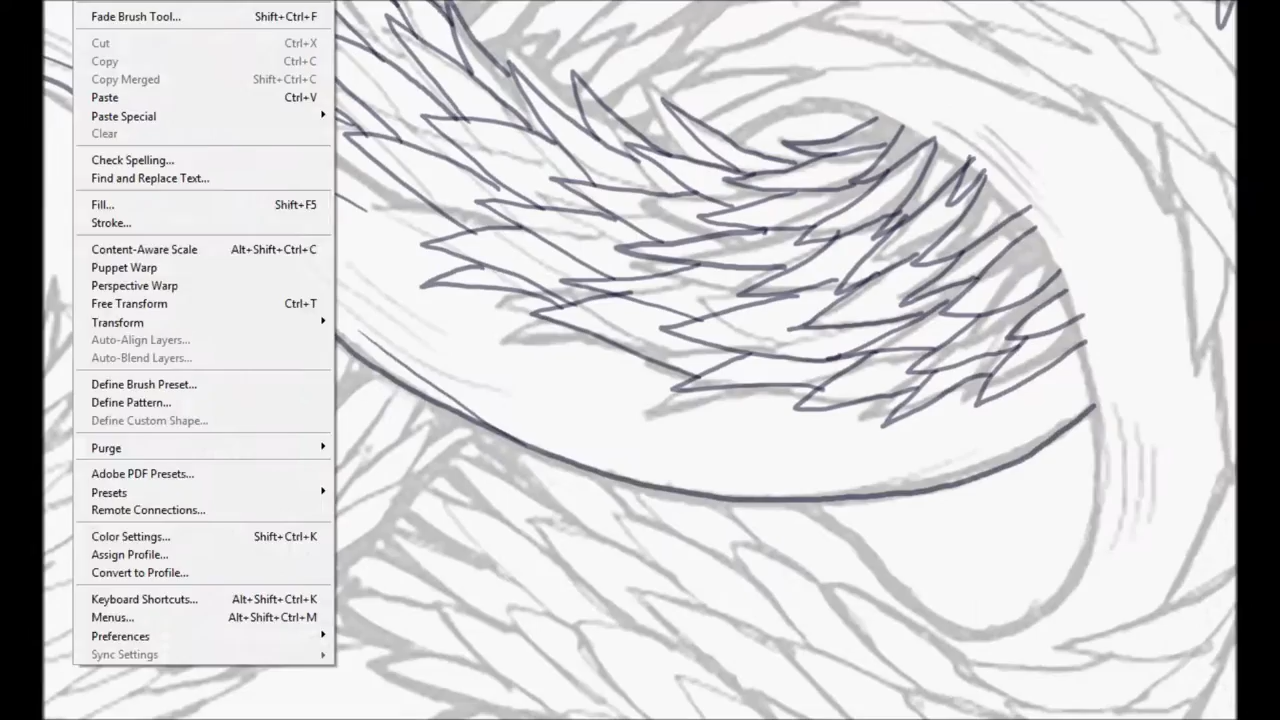 Fade Brush Tool... Shift+Ctrl+F
Cut Ctrl+X
Copy Ctrl+C
Copy Merged Shift+Ctrl+C
Paste Ctrl+V
Paste Special
Clear
Check Spelling...
Find and Replace Text...
Fill... Shift+F5
Stroke...
Content-Aware Scale Alt+Shift+Ctrl+C
Puppet Warp
Perspective Warp
Free Transform Ctrl+T
Transform
Auto-Align Layers...
Auto-Blend Layers...
Define Brush Preset...
Define Pattern...
Define Custom Shape...
Purge
Adobe PDF Presets...
Presets
Remote Connections...
Color Settings... Shift+Ctrl+K
Assign Profile...
Convert to Profile...
Keyboard Shortcuts... Alt+Shift+Ctrl+K
Menus... Alt+Shift+Ctrl+M
Preferences
Sync Settings